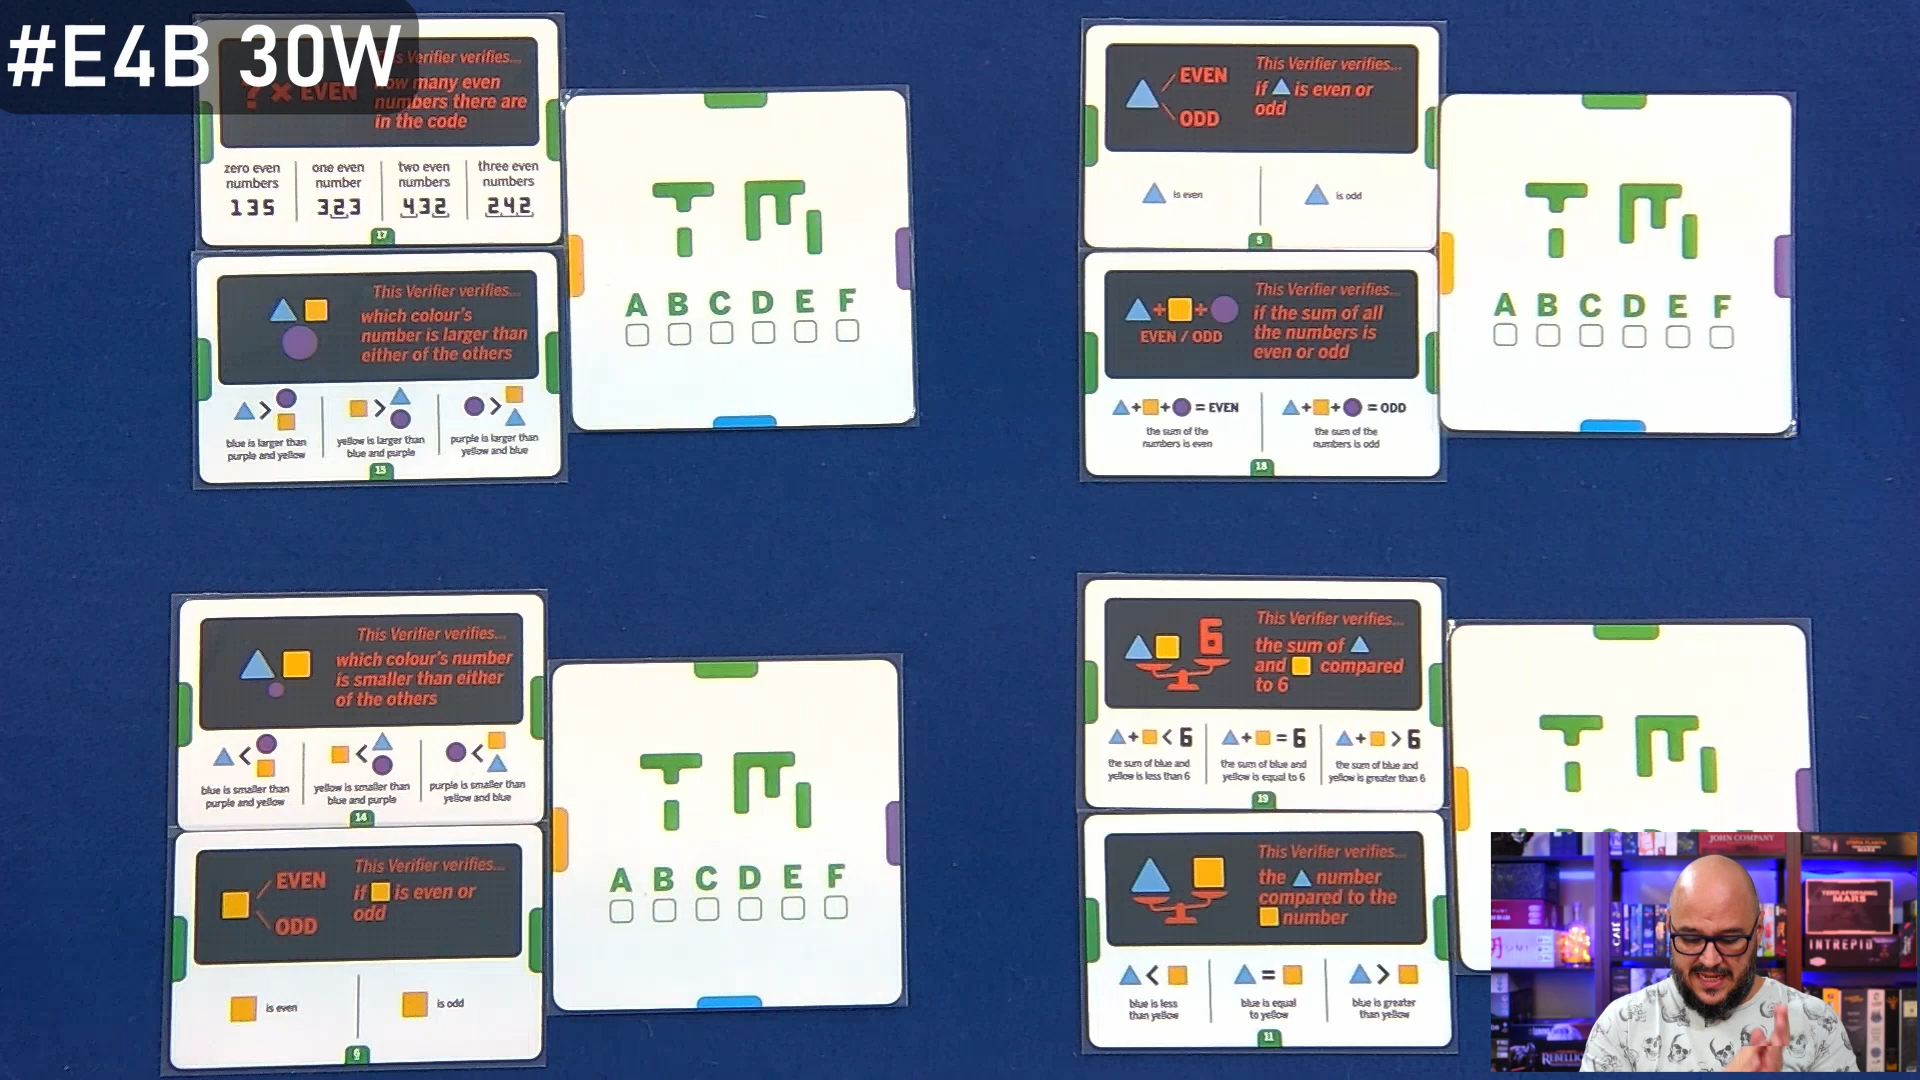 #E4B 30W
? × EVEN
This Verifier verifies...
how many even
numbers there are
in the code
zero even
numbers
135
one even
number
323
two even
numbers
432
three even
numbers
242
17
This Verifier verifies...
which colour's
number is larger than
either of the others
>
blue is larger than
purple and yellow
>
yellow is larger than
blue and purple
>
purple is larger than
yellow and blue
15
A B C D E F
EVEN
ODD
This Verifier verifies...
if is even or
odd
is even
is odd
5
+ +
EVEN / ODD
This Verifier verifies...
if the sum of all
the numbers is
even or odd
+ + = EVEN
the sum of the
numbers is even
+ + = ODD
the sum of the
numbers is odd
18
A B C D E F
This Verifier verifies...
which colour's number
is smaller than either
of the others
<
blue is smaller than
purple and yellow
<
yellow is smaller than
blue and purple
<
purple is smaller than
yellow and blue
14
EVEN
ODD
This Verifier verifies...
if is even or
odd
is even
is odd
6
A B C D E F
6
This Verifier verifies...
the sum of
and compared
to 6
+ < 6
the sum of blue and
yellow is less than 6
+ = 6
the sum of blue and
yellow is equal to 6
+ > 6
the sum of blue and
yellow is greater than 6
19
This Verifier verifies...
the number
compared to the
number
<
blue is less
than yellow
=
blue is equal
to yellow
>
blue is greater
than yellow
11
JOHN COMPANY
TERRAFORMING
MARS
INTREPID
CAFÉ
REBELLION